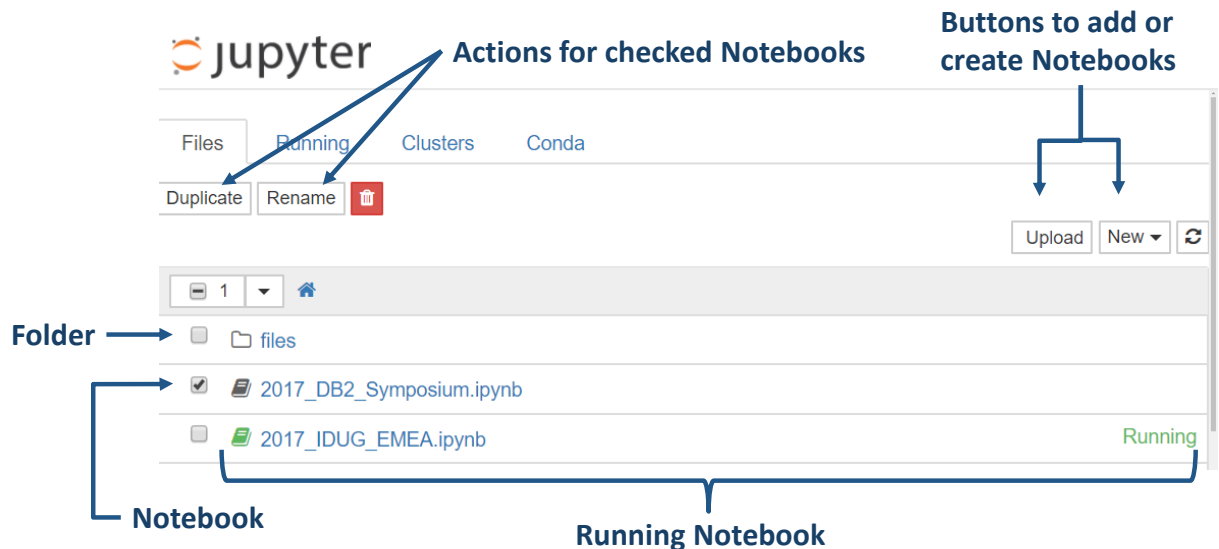 Buttons to add or
create Notebooks
jupyter
Actions for checked Notebooks
Files Running Clusters Conda
Duplicate Rename
Upload New
1
Folder
files
2017_DB2_Symposium.ipynb
2017_IDUG_EMEA.ipynb Running
Notebook
Running Notebook